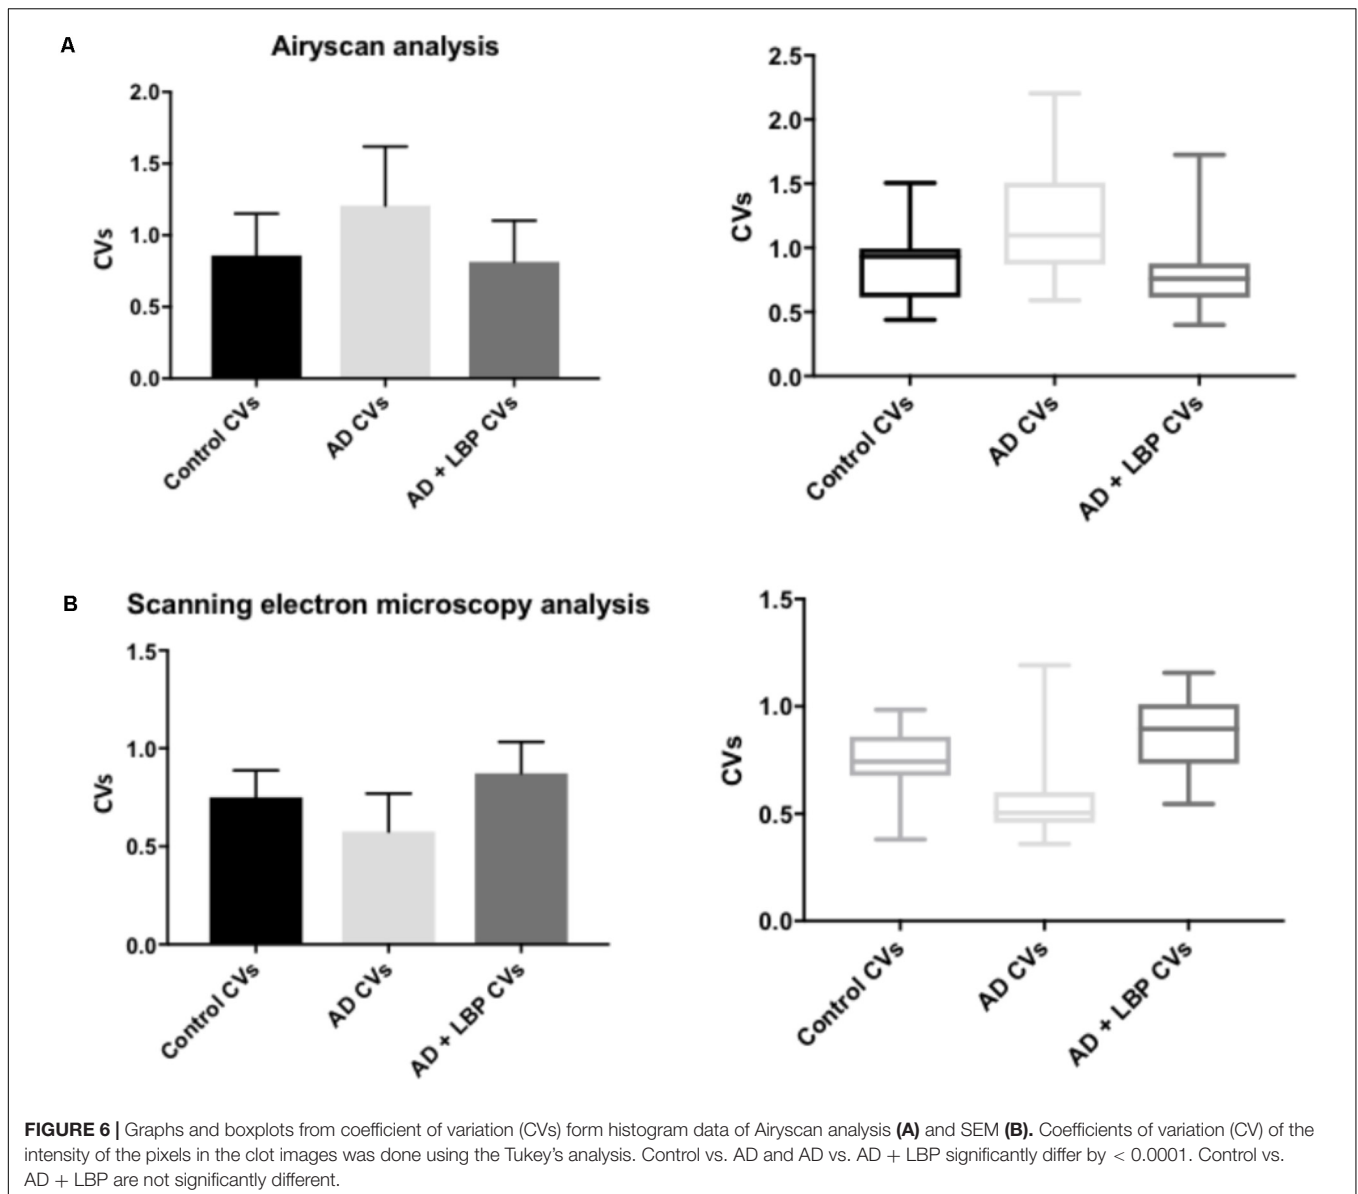 A
Airyscan analysis
2.0
1.5
1.0
0.5
0.0
CVs
Control CVs
AD CVs
AD + LBP CVs
2.5
2.0
1.5
1.0
0.5
0.0
CVs
Control CVs
AD CVs
AD + LBP CVs
B
Scanning electron microscopy analysis
1.5
1.0
0.5
0.0
CVs
Control CVs
AD CVs
AD + LBP CVs
1.5
1.0
0.5
0.0
CVs
Control CVs
AD CVs
AD + LBP CVs
FIGURE 6 | Graphs and boxplots from coefficient of variation (CVs) form histogram data of Airyscan analysis (A) and SEM (B). Coefficients of variation (CV) of the
intensity of the pixels in the clot images was done using the Tukey's analysis. Control vs. AD and AD vs. AD + LBP significantly differ by < 0.0001. Control vs.
AD + LBP are not significantly different.